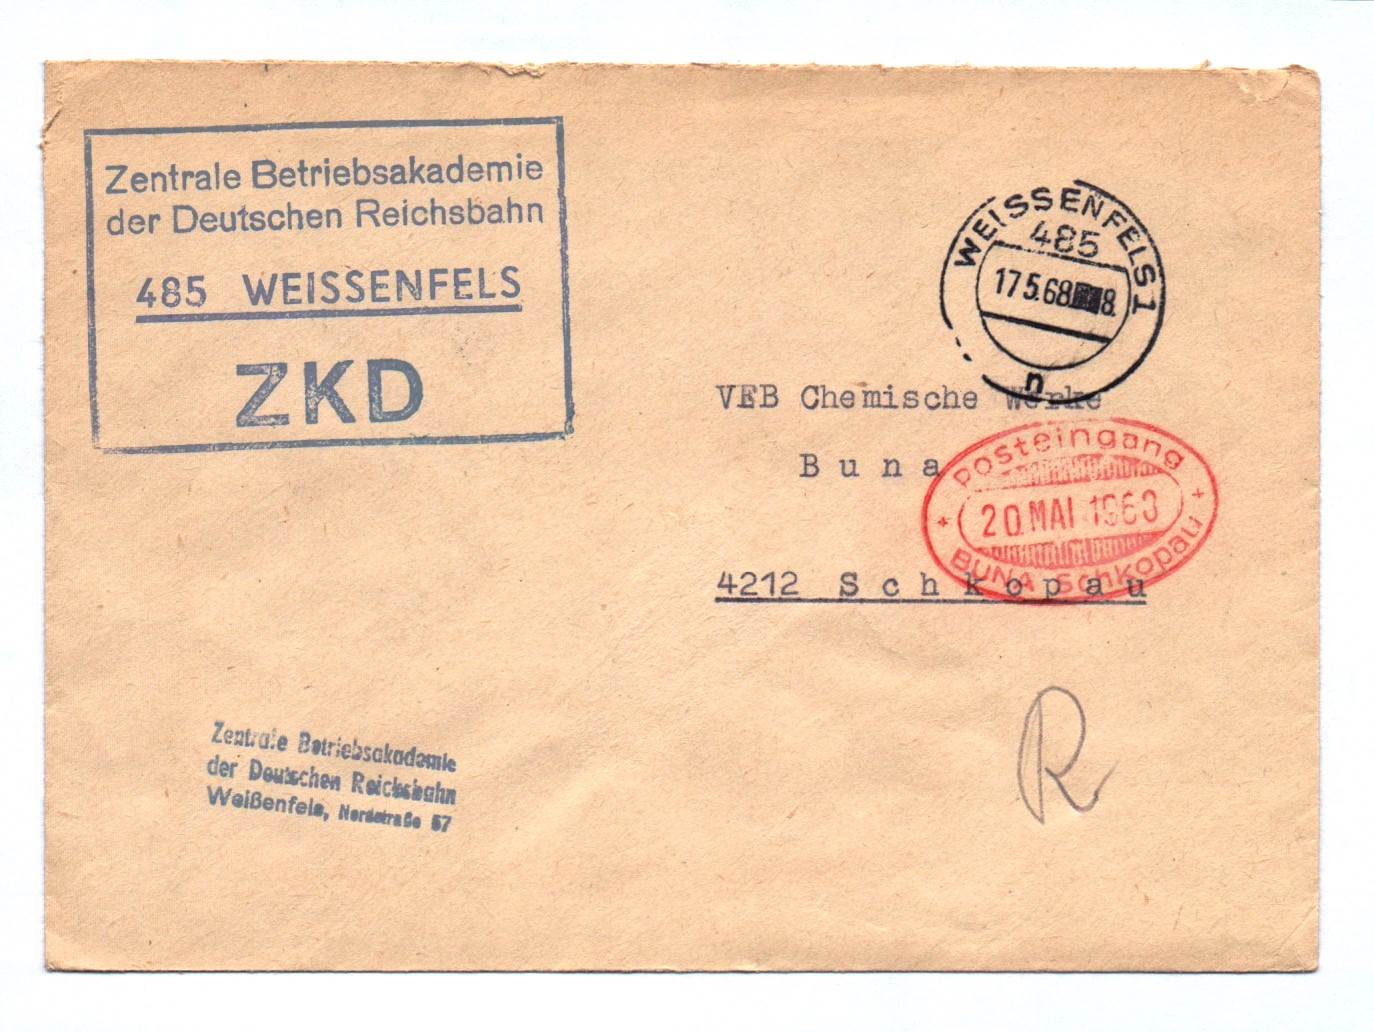 Zentrale Betriebsakademie
der Deutschen Reichsbahn
485 WEISSENFELS
ZKD
WEISSENFELS 1
485
17.5.68 8.
n
VEB Chemische Werke
Buna
4212 Schkopau
Posteingang
20. MAI 1968
BUNA Schkopau
R
Zentrale Betriebsakademie
der Deutschen Reichsbahn
Weißenfels, Nordstraße 57